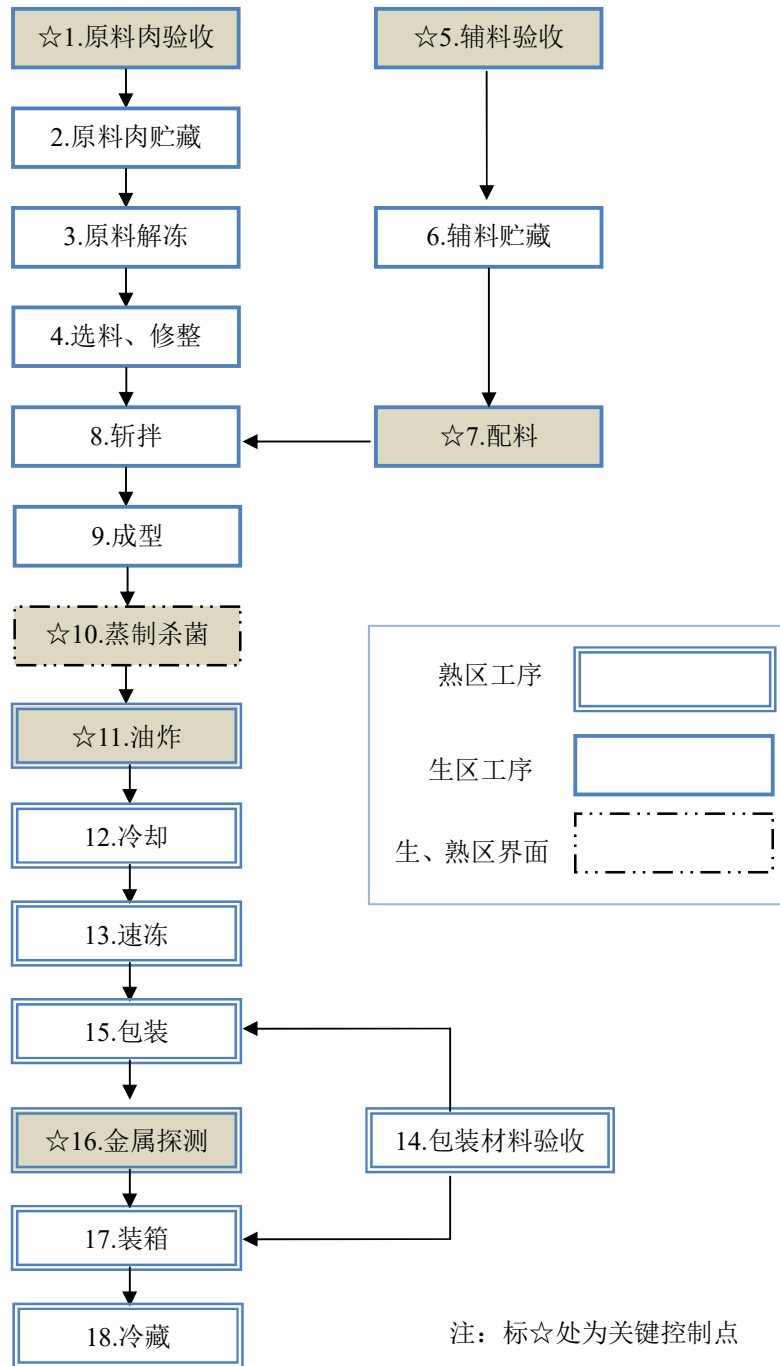 ☆1.原料肉验收
☆5.辅料验收
2.原料肉贮藏
3.原料解冻
6.辅料贮藏
4.选料、修整
8.斩拌
☆7.配料
9.成型
☆10.蒸制杀菌
☆11.油炸
12.冷却
13.速冻
15.包装
☆16.金属探测
14.包装材料验收
17.装箱
18.冷藏
熟区工序
生区工序
生、熟区界面
注：标☆处为关键控制点